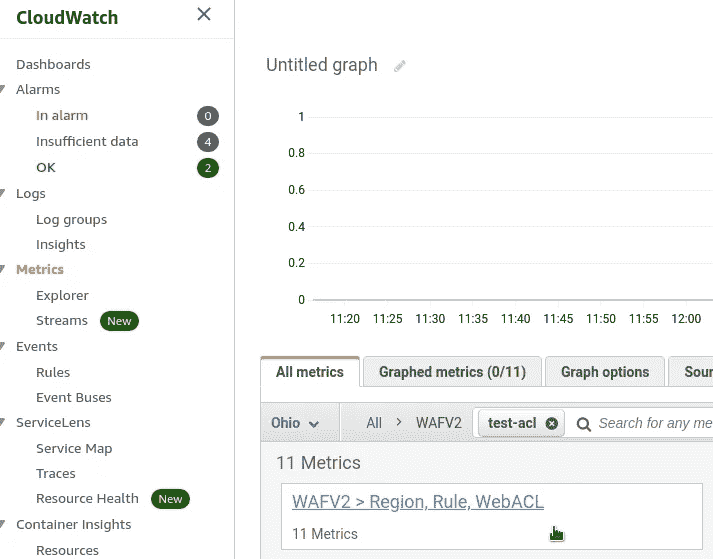 CloudWatch
Dashboards
Alarms
In alarm 0
Insufficient data 4
OK 2
Logs
Log groups
Insights
Metrics
Explorer
Streams New
Events
Rules
Event Buses
ServiceLens
Service Map
Traces
Resource Health New
Container Insights
Resources
Untitled graph
1
0.8
0.6
0.4
0.2
0
11:20 11:25 11:30 11:35 11:40 11:45 11:50 11:55 12:00
All metrics Graphed metrics (0/11) Graph options Sour
Ohio All > WAFV2 test-acl Search for any me
11 Metrics
WAFV2 > Region, Rule, WebACL
11 Metrics